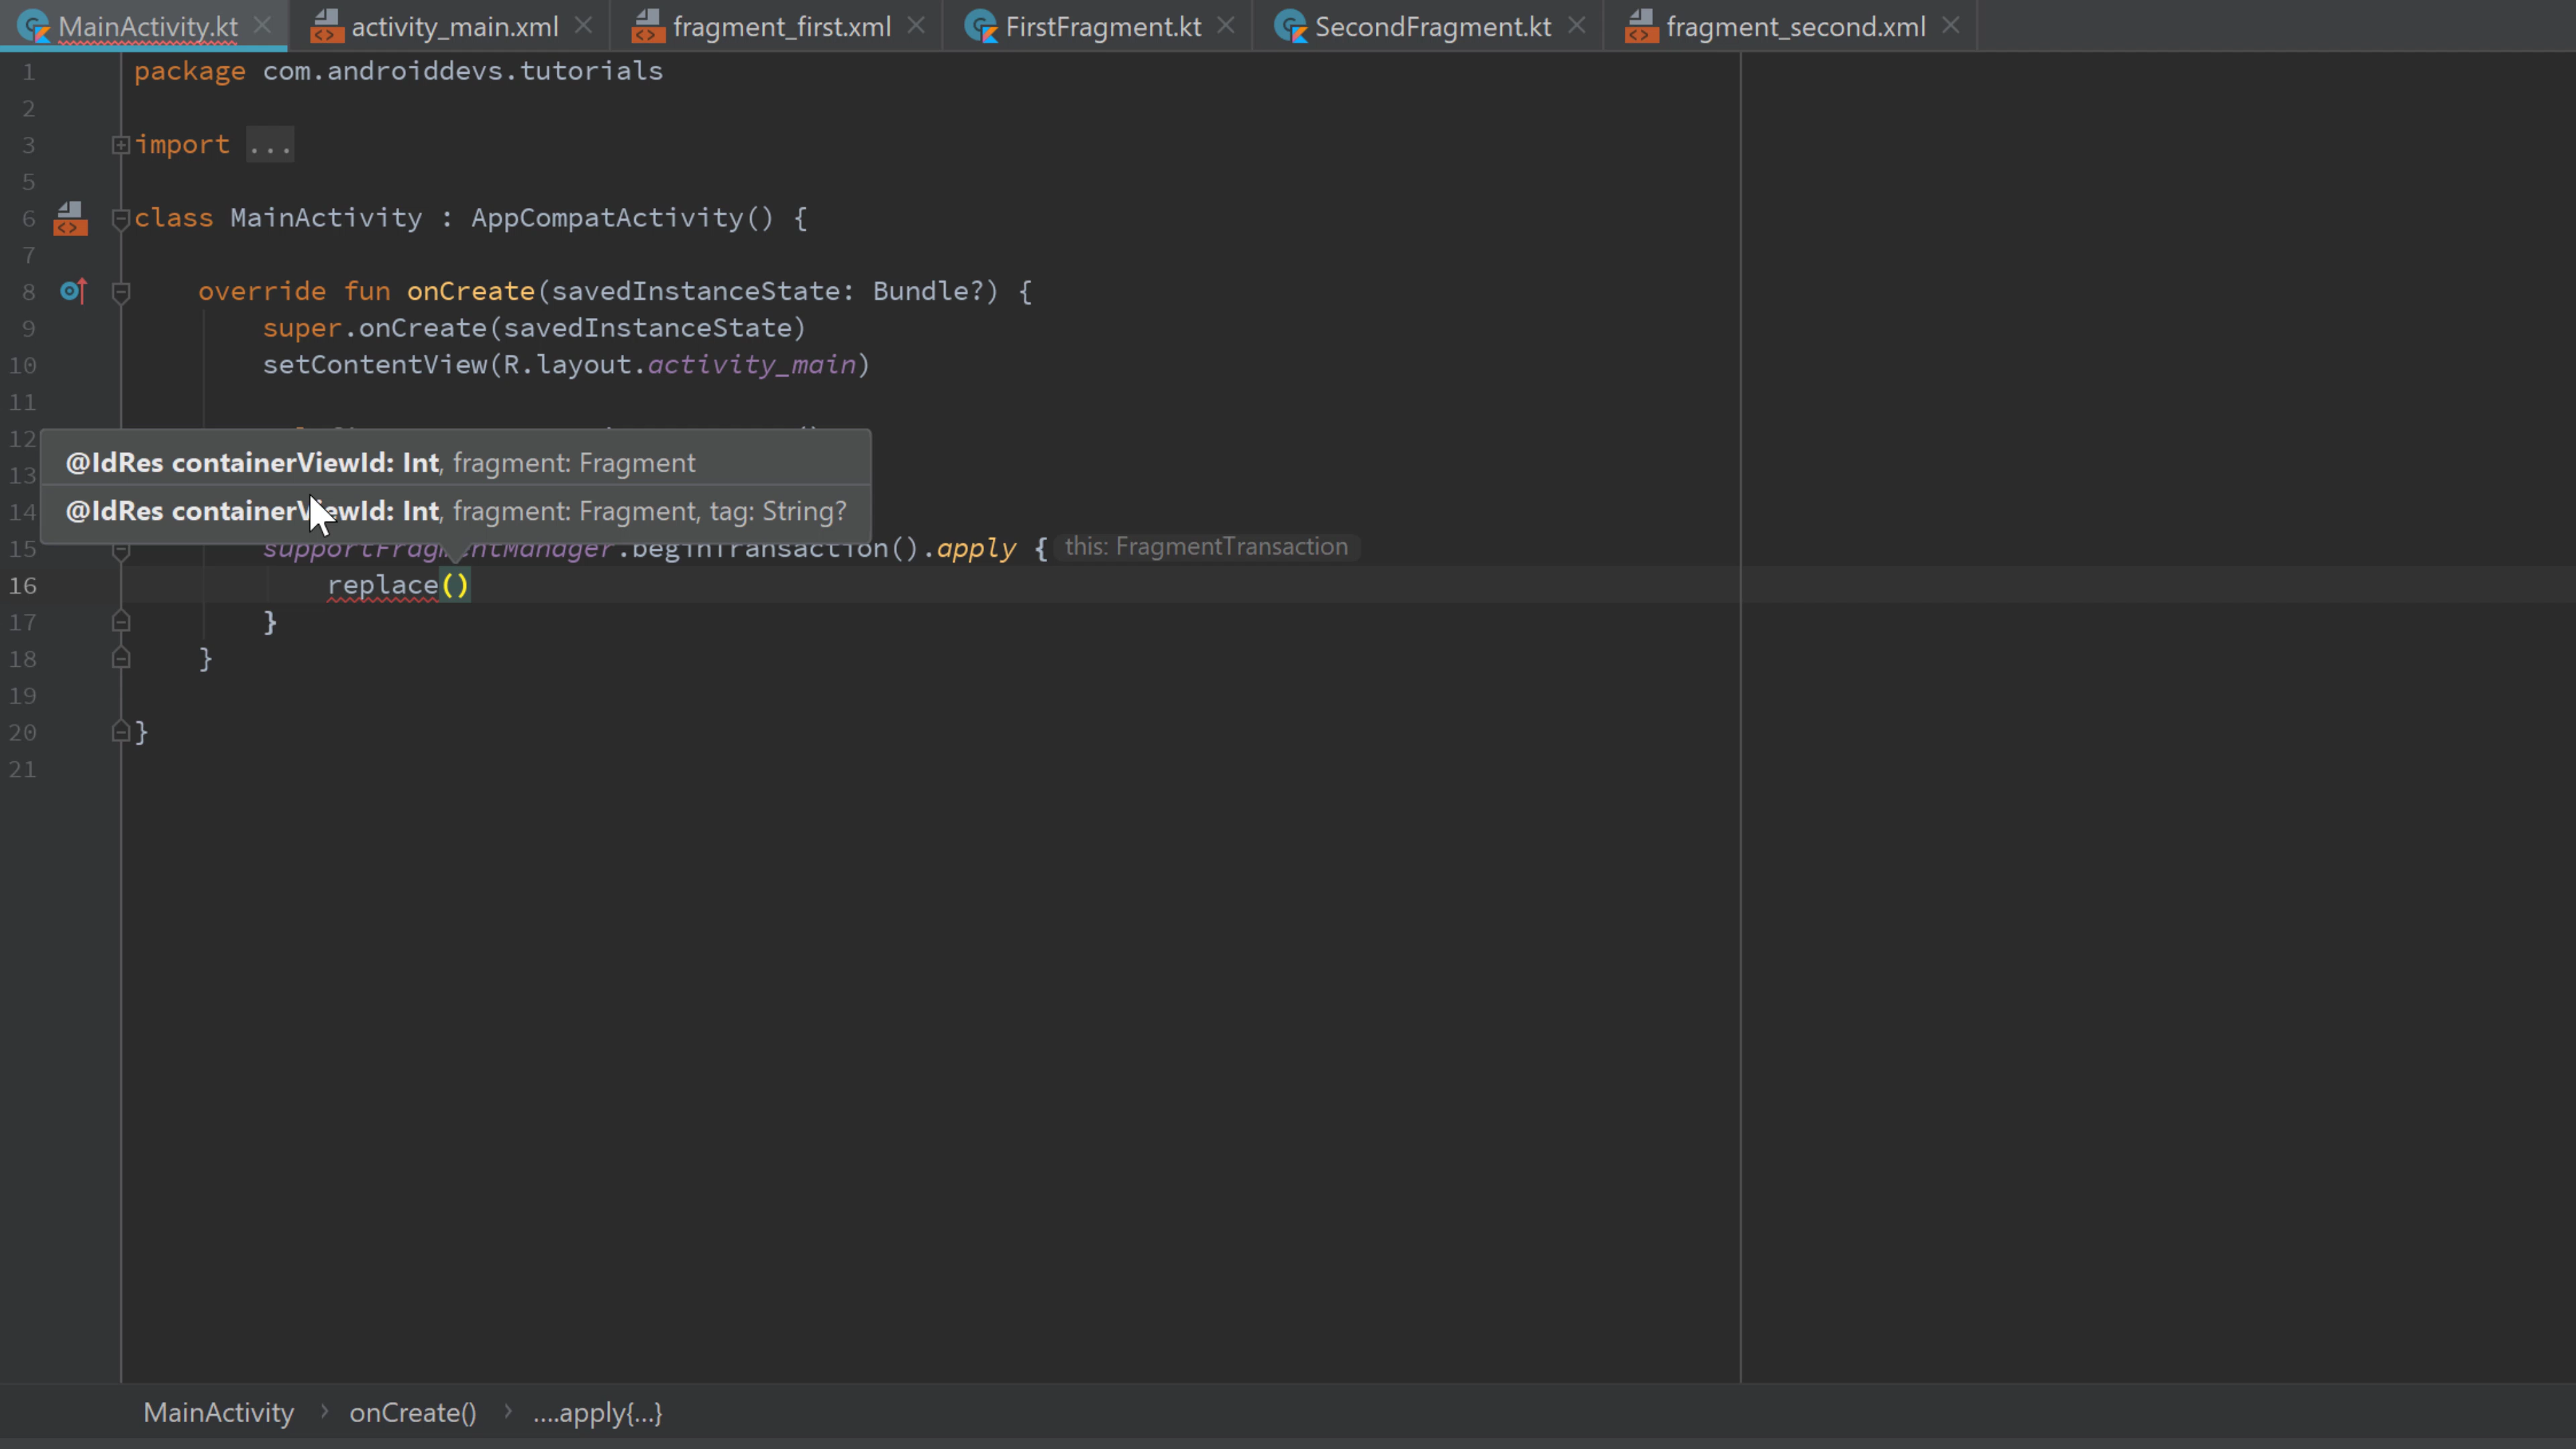 MainActivity.kt activity_main.xml fragment_first.xml FirstFragment.kt SecondFragment.kt fragment_second.xml
1 package com.androiddevs.tutorials
2
3 import ...
5
6 class MainActivity : AppCompatActivity() {
7
8 override fun onCreate(savedInstanceState: Bundle?) {
9 super.onCreate(savedInstanceState)
10 setContentView(R.layout.activity_main)
11
12
@IdRes containerViewId: Int, fragment: Fragment
13
14 @IdRes containerViewId: Int, fragment: Fragment, tag: String?
15 supportFragmentManager.beginTransaction().apply { this: FragmentTransaction
16 replace()
17 }
18 }
19
20 }
21
MainActivity › onCreate() › ....apply{...}